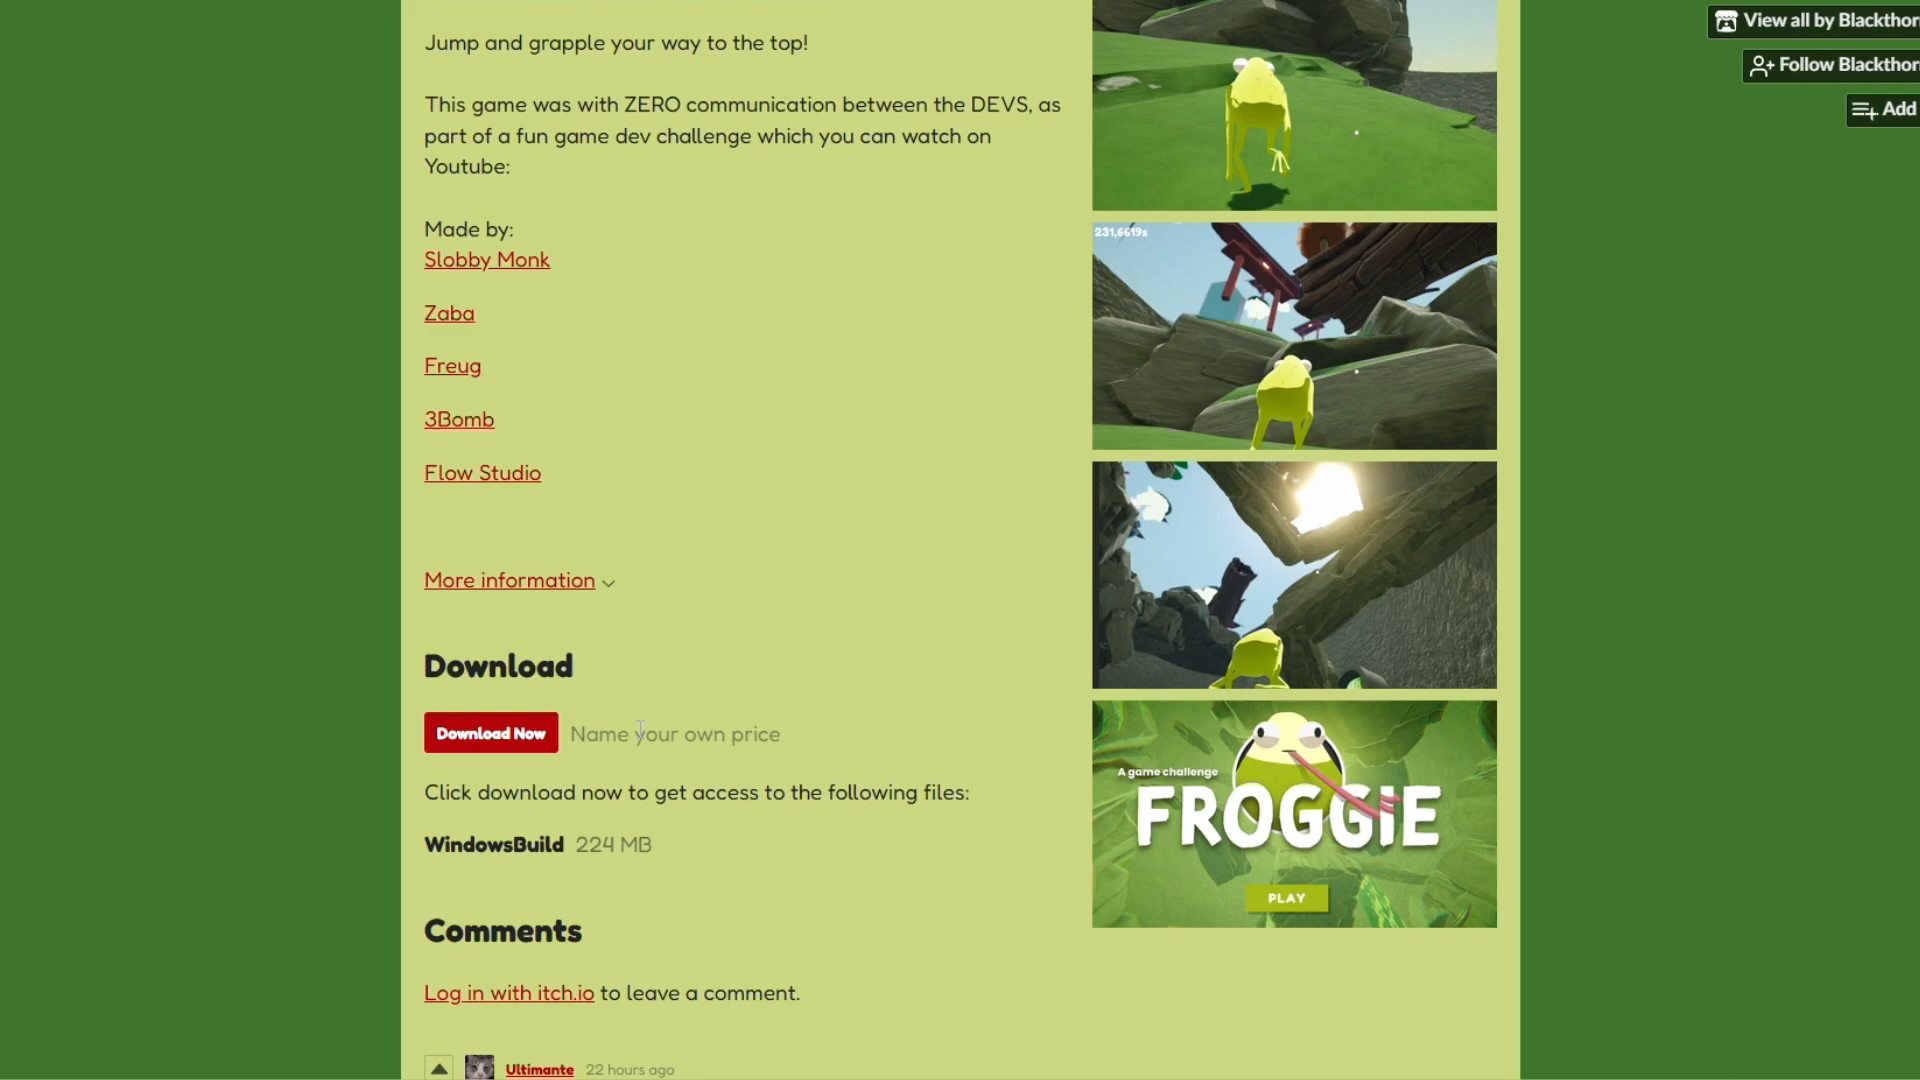 Jump and grapple your way to the top!
This game was with ZERO communication between the DEVS, as
part of a fun game dev challenge which you can watch on
Youtube:
Made by:
Slobby Monk
Zaba
Freug
3Bomb
Flow Studio
More information
Download
Download Now Name your own price
Click download now to get access to the following files:
WindowsBuild 224 MB
Comments
Log in with itch.io to leave a comment.
Ultimante 22 hours ago
231,6619s
A game challenge
FROGGIE
PLAY
View all by Blackthor
Follow Blackthor
Add